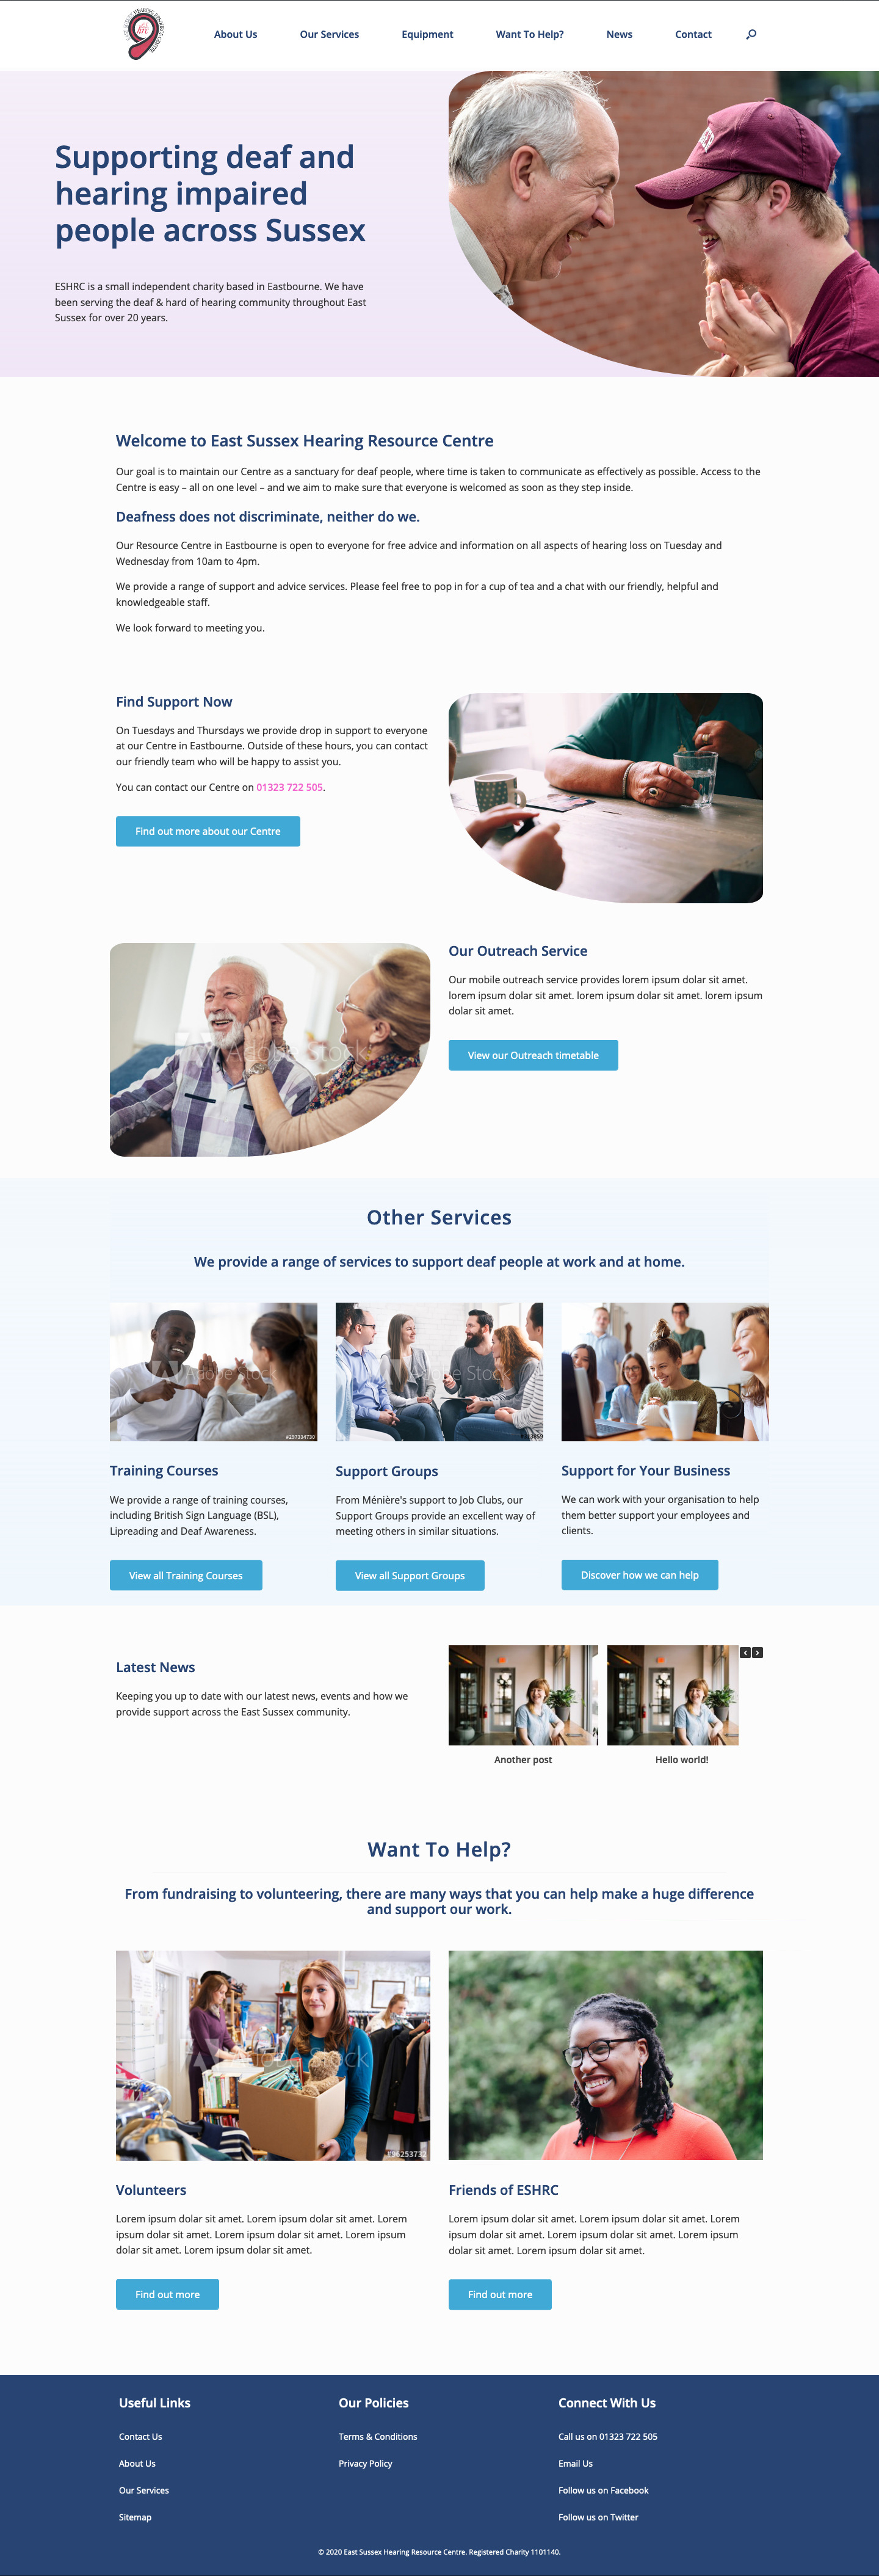 HEARING RESOURCE CENTRE
About Us
Our Services
Equipment
Want To Help?
News
Contact
Supporting deaf and
hearing impaired
people across Sussex
ESHRC is a small independent charity based in Eastbourne. We have
been serving the deaf & hard of hearing community throughout East
Sussex for over 20 years.
Welcome to East Sussex Hearing Resource Centre
Our goal is to maintain our Centre as a sanctuary for deaf people, where time is taken to communicate as effectively as possible. Access to the
Centre is easy – all on one level – and we aim to make sure that everyone is welcomed as soon as they step inside.
Deafness does not discriminate, neither do we.
Our Resource Centre in Eastbourne is open to everyone for free advice and information on all aspects of hearing loss on Tuesday and
Wednesday from 10am to 4pm.
We provide a range of support and advice services. Please feel free to pop in for a cup of tea and a chat with our friendly, helpful and
knowledgeable staff.
We look forward to meeting you.
Find Support Now
On Tuesdays and Thursdays we provide drop in support to everyone
at our Centre in Eastbourne. Outside of these hours, you can contact
our friendly team who will be happy to assist you.
You can contact our Centre on 01323 722 505.
Find out more about our Centre
Adobe Stock
Our Outreach Service
Our mobile outreach service provides lorem ipsum dolar sit amet.
lorem ipsum dolar sit amet. lorem ipsum dolar sit amet. lorem ipsum
dolar sit amet.
View our Outreach timetable
Other Services
We provide a range of services to support deaf people at work and at home.
Adobe Stock
#297334730
Adobe Stock
Training Courses
We provide a range of training courses,
including British Sign Language (BSL),
Lipreading and Deaf Awareness.
View all Training Courses
Support Groups
From Ménière's support to Job Clubs, our
Support Groups provide an excellent way of
meeting others in similar situations.
View all Support Groups
Support for Your Business
We can work with your organisation to help
them better support your employees and
clients.
Discover how we can help
Latest News
Keeping you up to date with our latest news, events and how we
provide support across the East Sussex community.
Another post
Hello world!
Want To Help?
From fundraising to volunteering, there are many ways that you can help make a huge difference
and support our work.
Adobe Stock
#96253732
Volunteers
Lorem ipsum dolar sit amet. Lorem ipsum dolar sit amet. Lorem
ipsum dolar sit amet. Lorem ipsum dolar sit amet. Lorem ipsum
dolar sit amet. Lorem ipsum dolar sit amet.
Find out more
Friends of ESHRC
Lorem ipsum dolar sit amet. Lorem ipsum dolar sit amet. Lorem
ipsum dolar sit amet. Lorem ipsum dolar sit amet. Lorem ipsum
dolar sit amet. Lorem ipsum dolar sit amet.
Find out more
Useful Links
Contact Us
About Us
Our Services
Sitemap
Our Policies
Terms & Conditions
Privacy Policy
Connect With Us
Call us on 01323 722 505
Email Us
Follow us on Facebook
Follow us on Twitter
© 2020 East Sussex Hearing Resource Centre. Registered Charity 1101140.